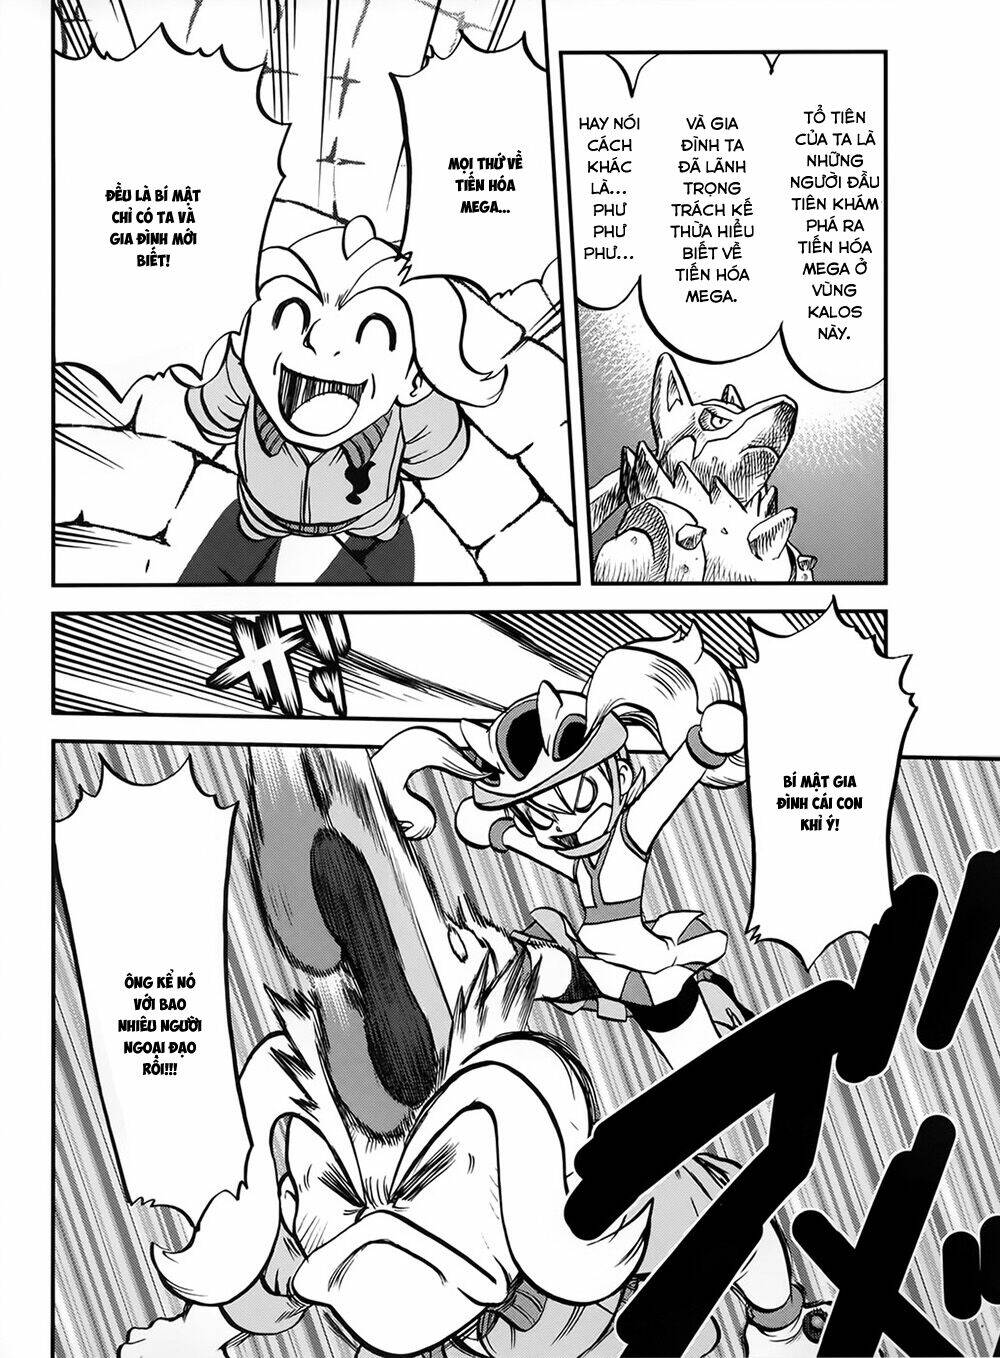 TỔ TIÊN
CỦA TA LÀ
NHỮNG
NGƯỜI ĐẦU
TIÊN KHÁM
PHÁ RA
TIẾN HÓA
MEGA Ở
VÙNG
KALOS
NÀY.
VÀ GIA
ĐÌNH TA
ĐÃ LÃNH
TRỌNG
TRÁCH KẾ
THỪA HIỂU
BIẾT VỀ
TIẾN HÓA
MEGA.
HAY NÓI
CÁCH
KHÁC
LÀ...
PHƯ
PHƯ
PHƯ...
MỌI THỨ VỀ
TIẾN HÓA
MEGA...
ĐỀU LÀ BÍ MẬT
CHỈ CÓ TA VÀ
GIA ĐÌNH MỚI
BIẾT!
BÍ MẬT GIA
ĐÌNH CÁI CON
KHỈ Ý!
ÔNG KỂ NÓ
VỚI BAO
NHIÊU NGƯỜI
NGOẠI ĐẠO
RỒI!!!